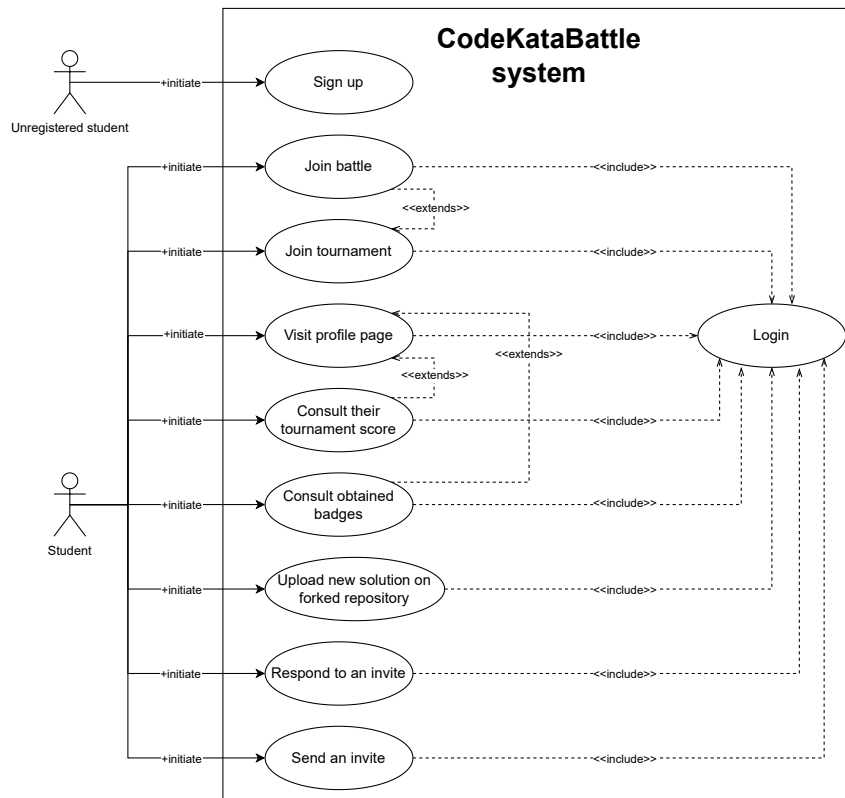 CodeKataBattle
system
+initiate
Sign up
Unregistered student
+initiate
Join battle
<<include>>
<<extends>>
+initiate
Join tournament
<<include>>
+initiate
Visit profile page
<<include>>
Login
<<extends>>
<<extends>>
+initiate
Consult their
tournament score
<<include>>
+initiate
Consult obtained
badges
<<include>>
Student
+initiate
Upload new solution on
forked repository
<<include>>
+initiate
Respond to an invite
<<include>>
+initiate
Send an invite
<<include>>